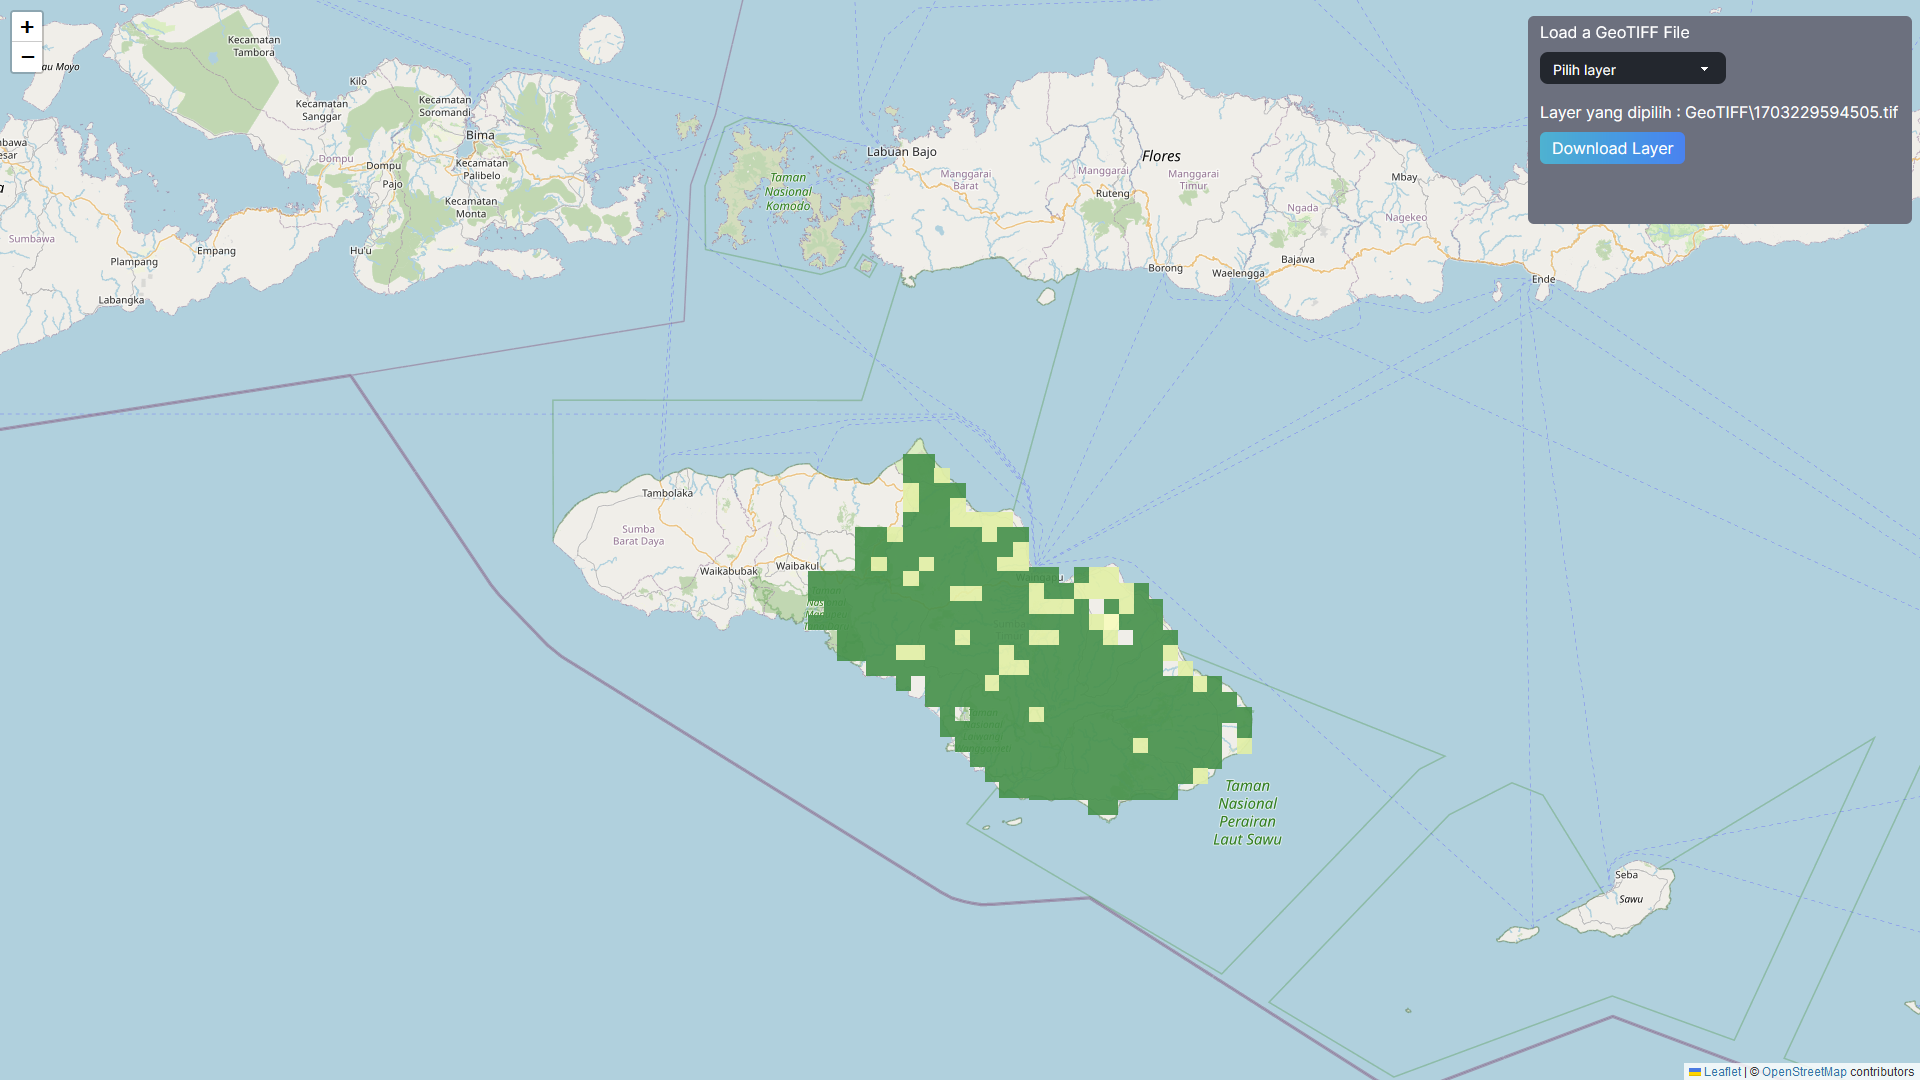 +
−
au Moyo
Kecamatan
Tambora
Kilo
Kecamatan
Sanggar
Kecamatan
Soromandi
Bima
Dompu
Dompu
Pajo
Kecamatan
Palibelo
Kecamatan
Monta
Hu'u
Sumbawa
Empang
Plampang
Labangka
Taman
Nasional
Komodo
Labuan Bajo
Flores
Manggarai
Barat
Manggarai
Ruteng
Manggarai
Timur
Mbay
Ngada
Nagekeo
Bajawa
Borong
Waelengga
Ende
Load a GeoTIFF File
Pilih layer
Layer yang dipilih : GeoTIFF\1703229594505.tif
Download Layer
Tambolaka
Sumba
Barat Daya
Waikabubak
Waibakul
Taman
Nasional
Perairan
Laut Sawu
Seba
Sawu
Leaflet | © OpenStreetMap contributors